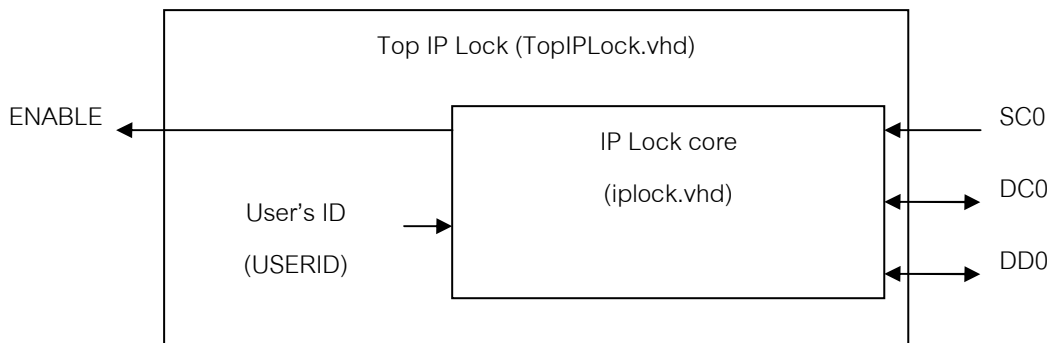 Top IP Lock (TopIPLock.vhd)
ENABLE
SC0
IP Lock core
(iplock.vhd)
DC0
User's ID
(USERID)
DD0